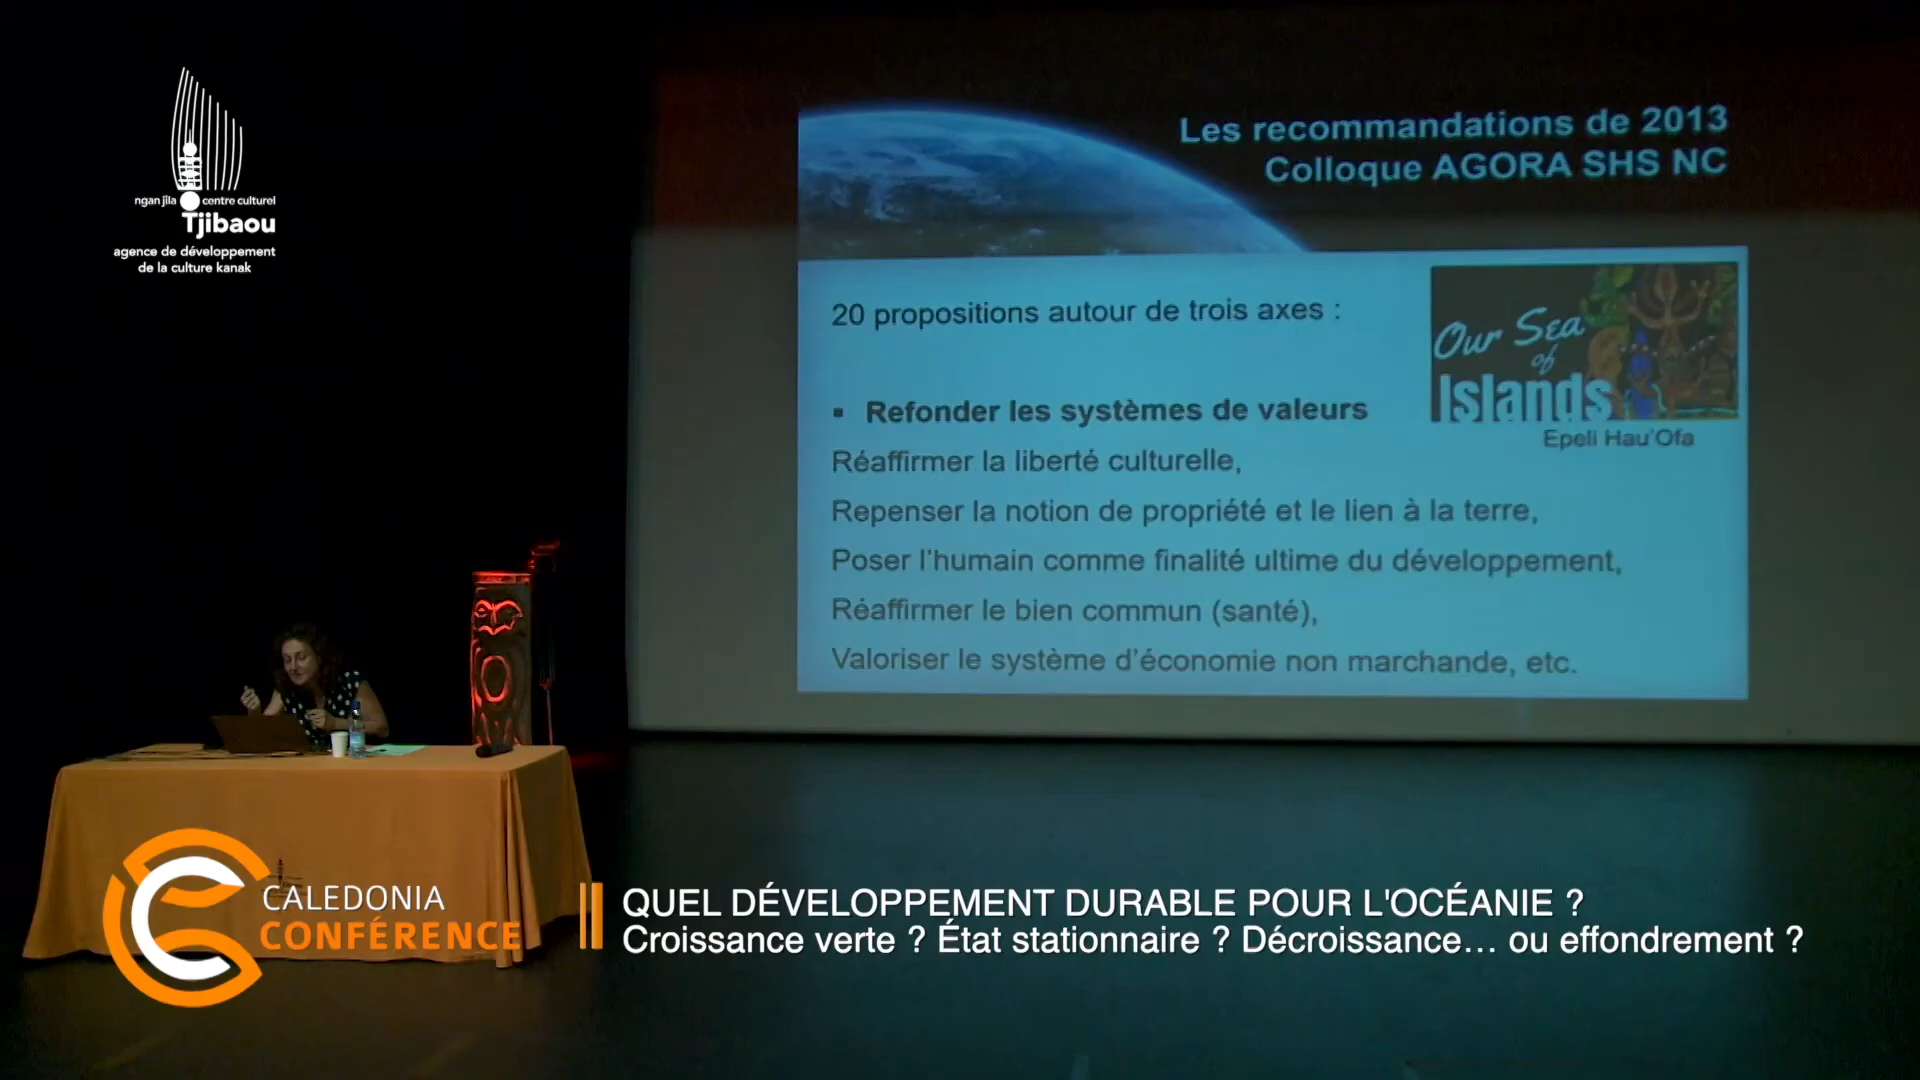 ngan jila centre culturel
Tjibaou
agence de développement
de la culture kanak
Les recommandations de 2013
Colloque AGORA SHS NC
20 propositions autour de trois axes :
Our Sea
of
Islands
Epeli Hau'Ofa
▪ Refonder les systèmes de valeurs
Réaffirmer la liberté culturelle,
Repenser la notion de propriété et le lien à la terre,
Poser l'humain comme finalité ultime du développement,
Réaffirmer le bien commun (santé),
Valoriser le système d'économie non marchande, etc.
CALEDONIA
CONFÉRENCE
QUEL DÉVELOPPEMENT DURABLE POUR L'OCÉANIE ?
Croissance verte ? État stationnaire ? Décroissance... ou effondrement ?